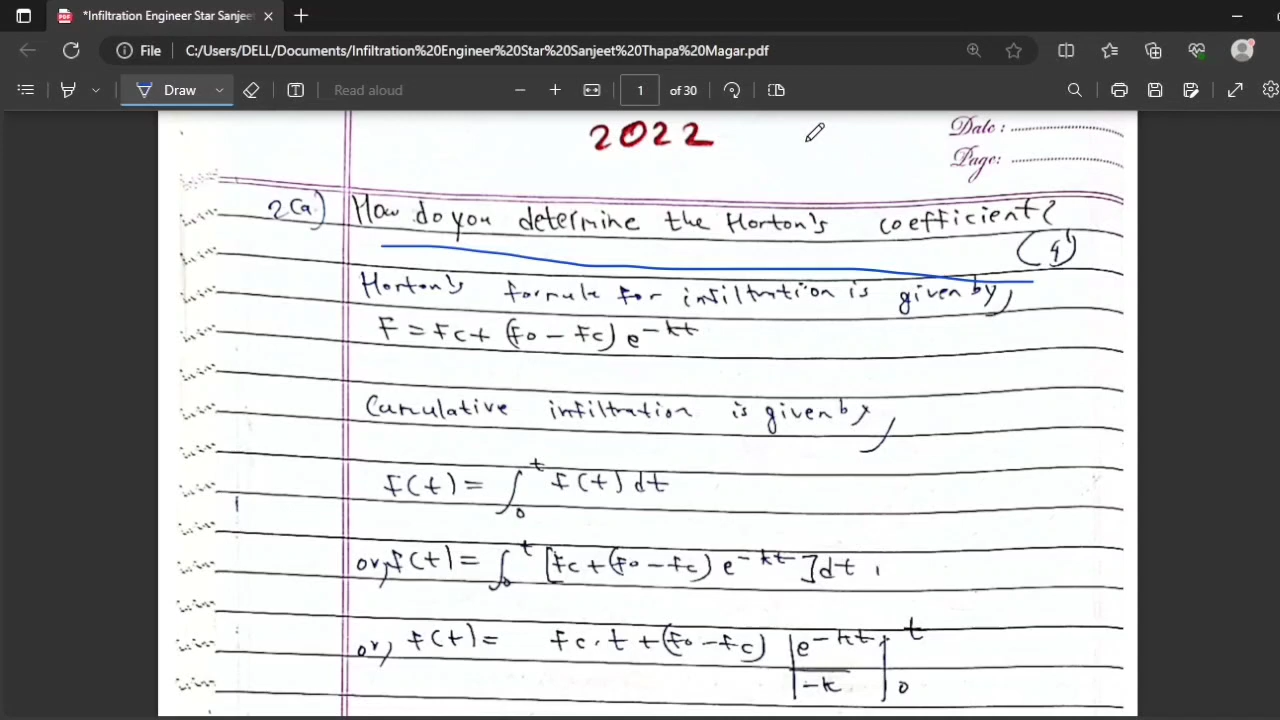 *Infiltration Engineer Star Sanjee
File C:/Users/DELL/Documents/Infiltration%20Engineer%20Star%20Sanjeet%20Thapa%20Magar.pdf
Draw Read aloud 1 of 30
2022
Date :
Page:
2(a) How do you determine the Horton's coefficient?
(4)
Horton's formula for infiltration is given by,
F = fc + (fo - fc) e^-kt
Cumulative infiltration is given by,
f(t) = ∫₀ᵗ f(t) dt
or, f(t) = ∫₀ᵗ [fc + (fo - fc) e^-kt] dt
or, f(t) = fc.t + (fo - fc) |e^-kt / -k|₀ᵗ